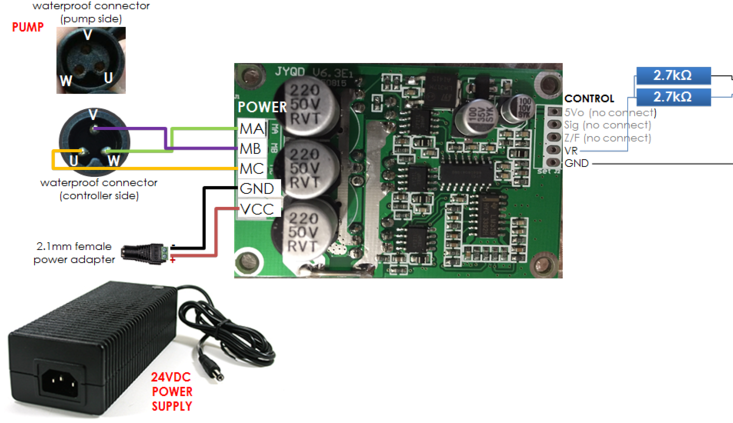 waterproof connector
(pump side)
PUMP
V
W
U
V
U
W
waterproof connector
(controller side)
2.1mm female
power adapter
-
+
24VDC
POWER
SUPPLY
POWER
MA
MB
MC
GND
VCC
JYQD V6.3E1
220
50V
RVT
220
50V
RVT
220
50V
RVT
MA
MB
CONTROL
5Vo (no connect)
Sig (no connect)
Z/F (no connect)
VR
GND
2.7kΩ
2.7kΩ